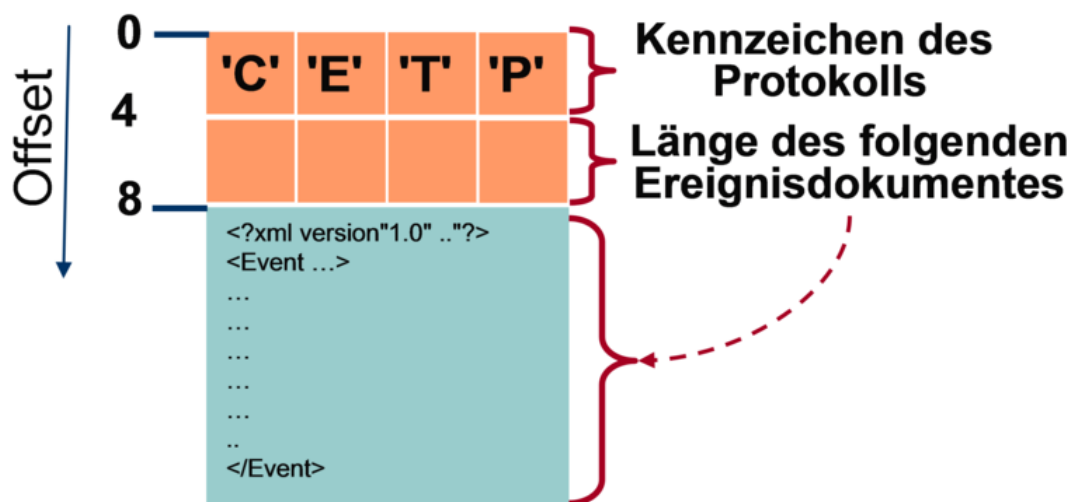 Offset
0
'C' 'E' 'T' 'P'
Kennzeichen des
Protokolls
4
Länge des folgenden
Ereignisdokumentes
8
<?xml version"1.0" .."?>
<Event ...>
...
...
...
...
...
..
</Event>